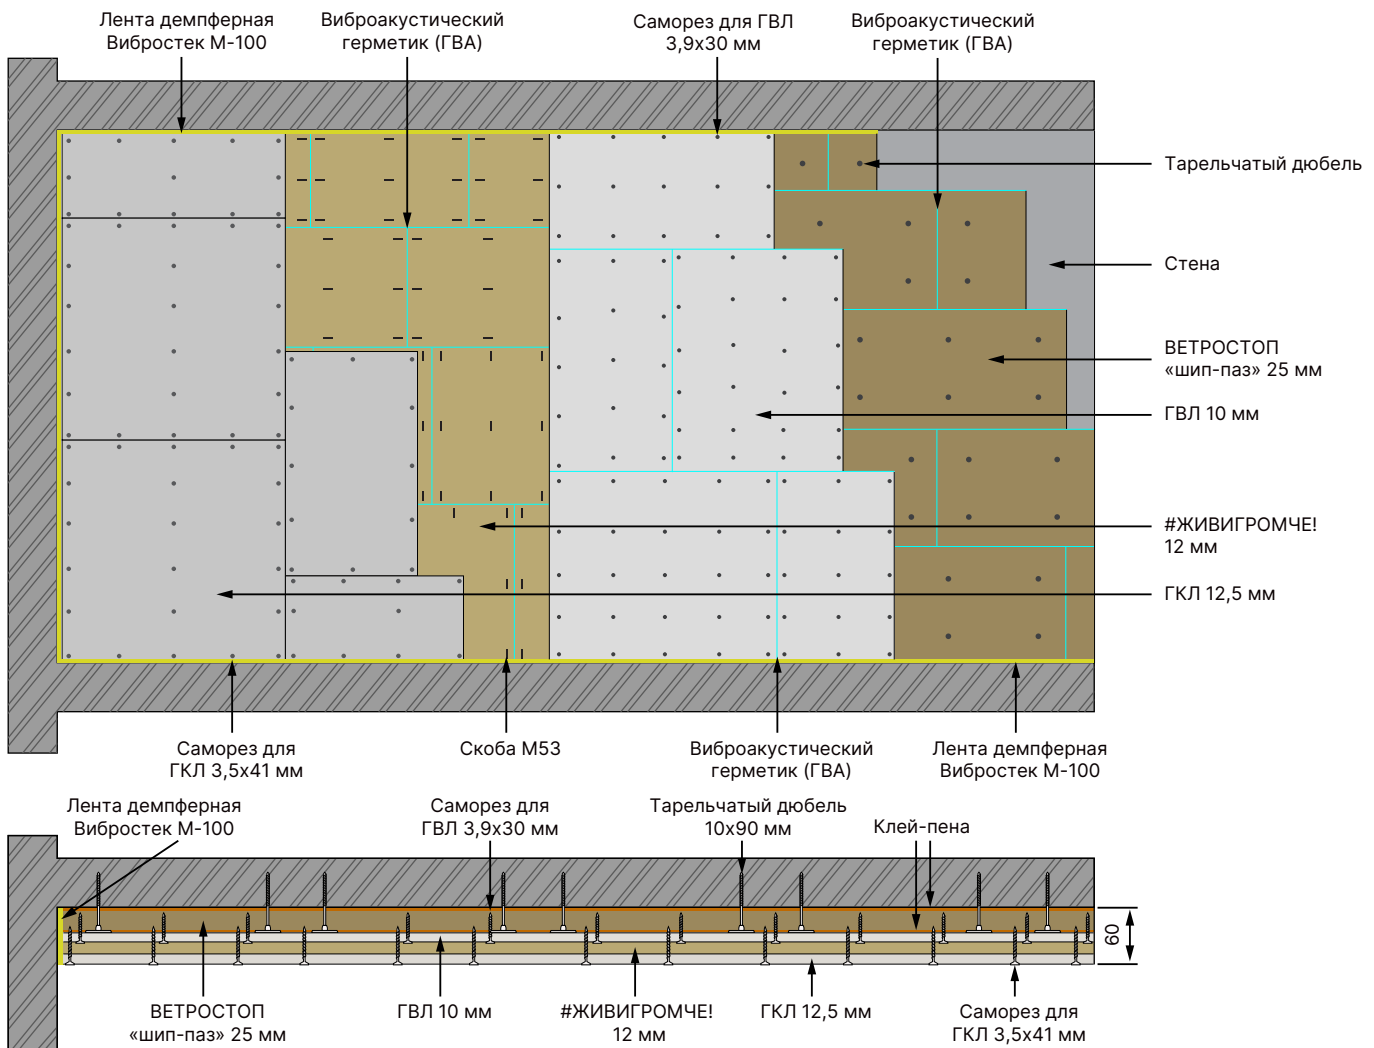 Лента демпферная
Вибростек М-100
Виброакустический
герметик (ГВА)
Саморез для ГВЛ
3,9х30 мм
Виброакустический
герметик (ГВА)
Тарельчатый дюбель
Стена
ВЕТРОСТОП
«шип-паз» 25 мм
ГВЛ 10 мм
#ЖИВИГРОМЧЕ!
12 мм
ГКЛ 12,5 мм
Саморез для
ГКЛ 3,5х41 мм
Скоба М53
Виброакустический
герметик (ГВА)
Лента демпферная
Вибростек М-100
Лента демпферная
Вибростек М-100
Саморез для
ГВЛ 3,9х30 мм
Тарельчатый дюбель
10х90 мм
Клей-пена
60
ВЕТРОСТОП
«шип-паз» 25 мм
ГВЛ 10 мм
#ЖИВИГРОМЧЕ!
12 мм
ГКЛ 12,5 мм
Саморез для
ГКЛ 3,5х41 мм